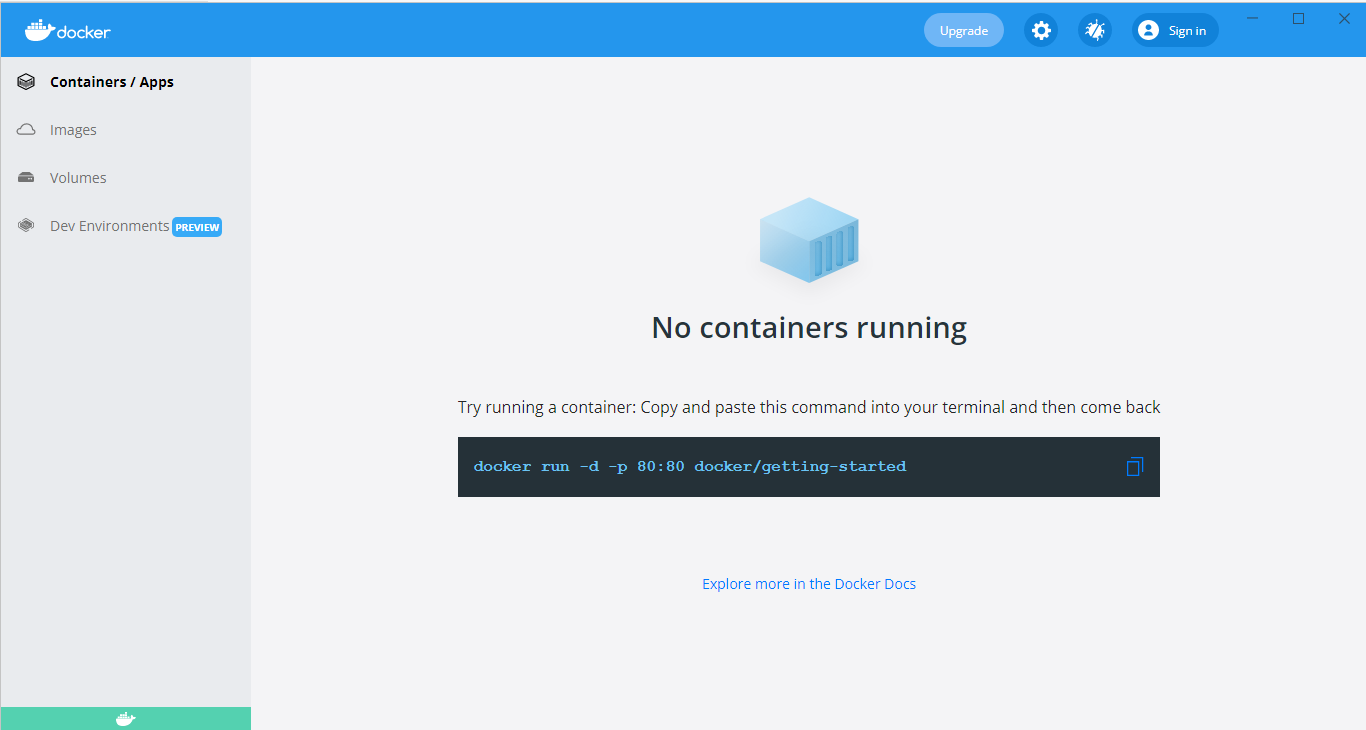 docker
Upgrade
Sign in
Containers / Apps
Images
Volumes
Dev Environments PREVIEW
No containers running
Try running a container: Copy and paste this command into your terminal and then come back
docker run -d -p 80:80 docker/getting-started
Explore more in the Docker Docs